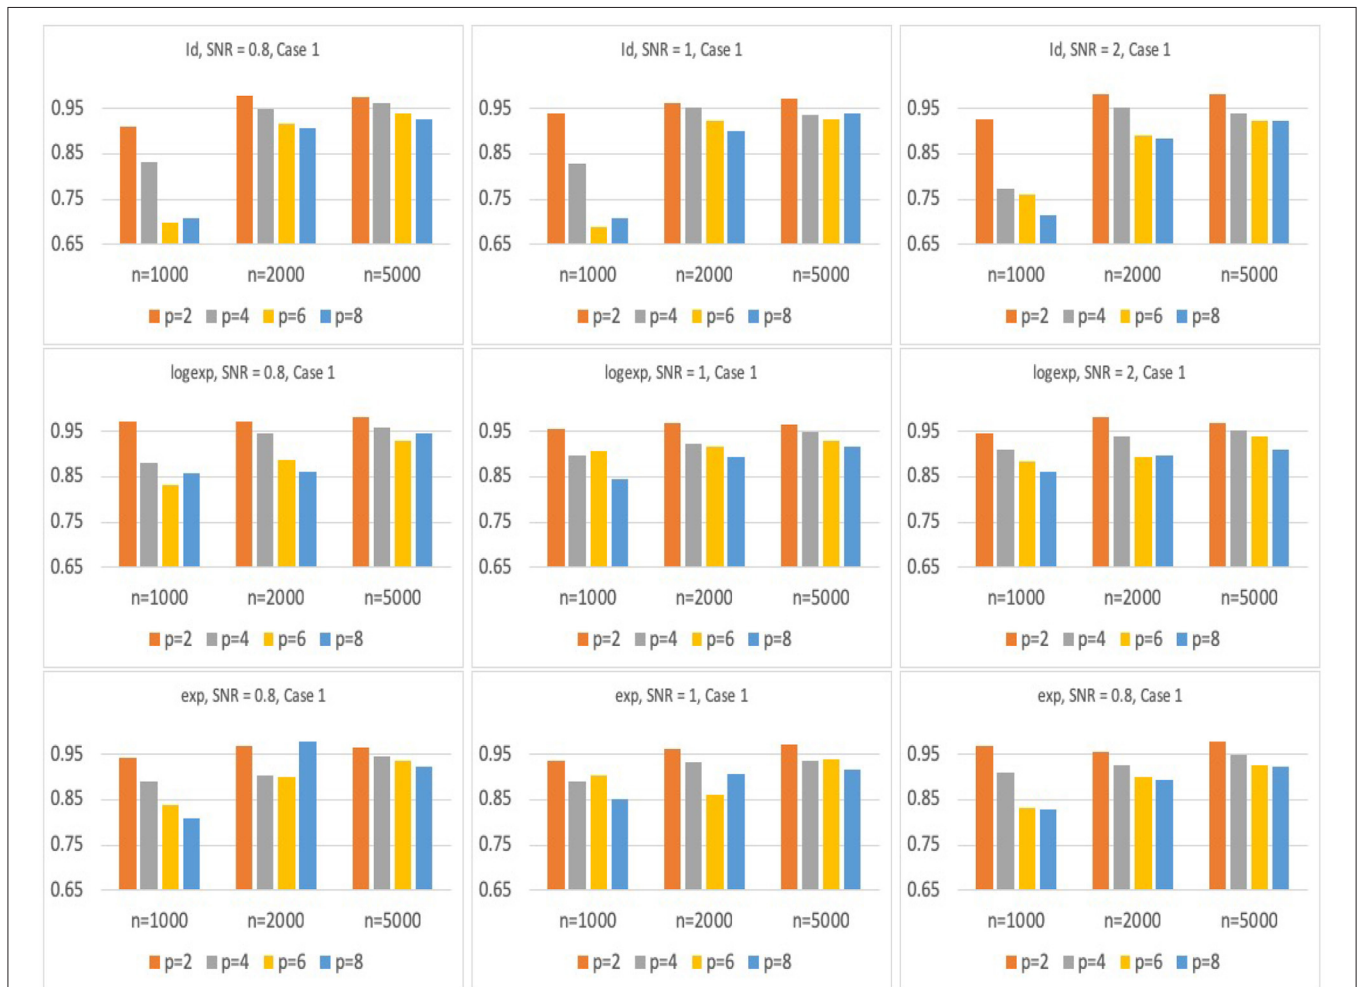 Id, SNR = 0.8, Case 1
0.95
0.85
0.75
0.65
n=1000 n=2000 n=5000
p=2 p=4 p=6 p=8
Id, SNR = 1, Case 1
0.95
0.85
0.75
0.65
n=1000 n=2000 n=5000
p=2 p=4 p=6 p=8
Id, SNR = 2, Case 1
0.95
0.85
0.75
0.65
n=1000 n=2000 n=5000
p=2 p=4 p=6 p=8
logexp, SNR = 0.8, Case 1
0.95
0.85
0.75
0.65
n=1000 n=2000 n=5000
p=2 p=4 p=6 p=8
logexp, SNR = 1, Case 1
0.95
0.85
0.75
0.65
n=1000 n=2000 n=5000
p=2 p=4 p=6 p=8
logexp, SNR = 2, Case 1
0.95
0.85
0.75
0.65
n=1000 n=2000 n=5000
p=2 p=4 p=6 p=8
exp, SNR = 0.8, Case 1
0.95
0.85
0.75
0.65
n=1000 n=2000 n=5000
p=2 p=4 p=6 p=8
exp, SNR = 1, Case 1
0.95
0.85
0.75
0.65
n=1000 n=2000 n=5000
p=2 p=4 p=6 p=8
exp, SNR = 0.8, Case 1
0.95
0.85
0.75
0.65
n=1000 n=2000 n=5000
p=2 p=4 p=6 p=8